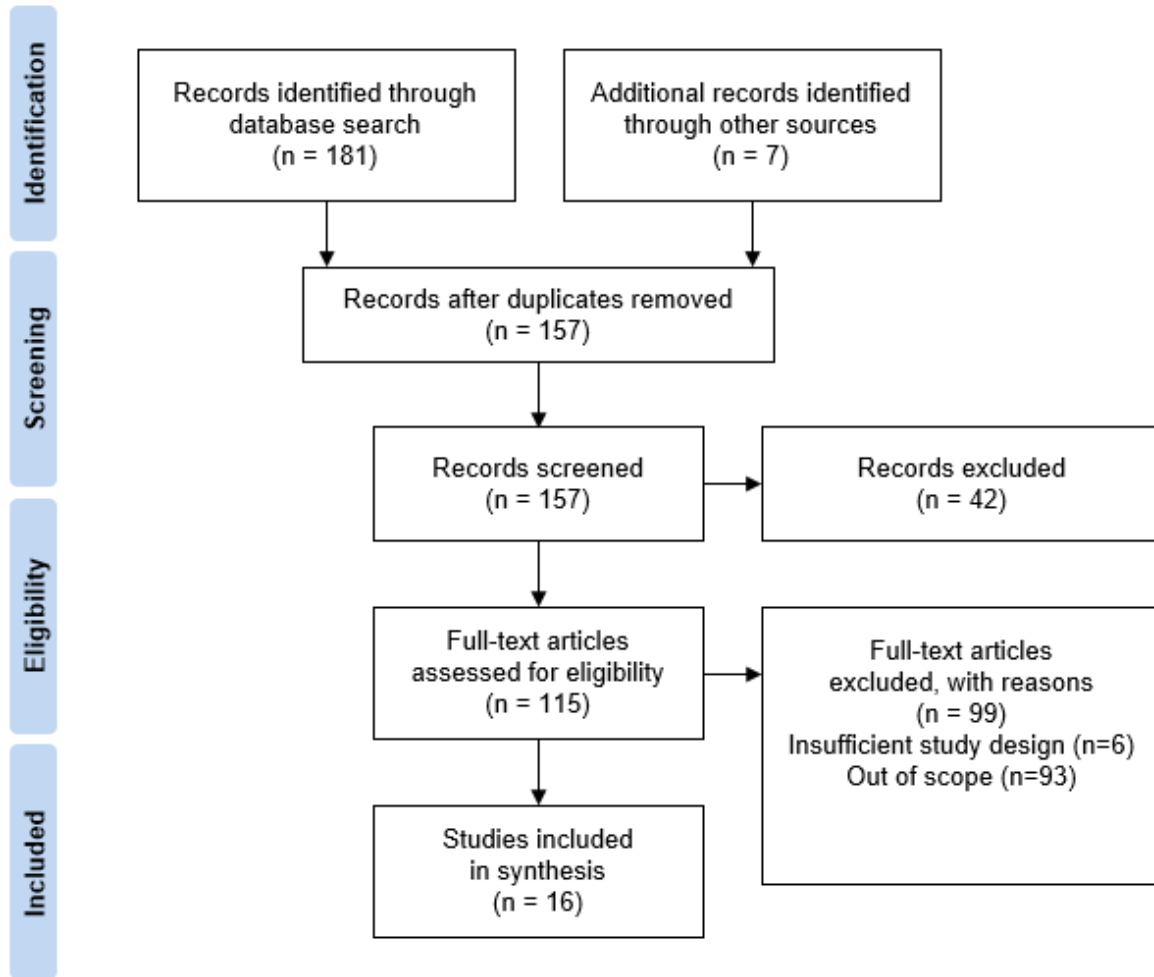 Identification
Records identified through
database search
(n = 181)
Additional records identified
through other sources
(n = 7)
Screening
Records after duplicates removed
(n = 157)
Records screened
(n = 157)
Records excluded
(n = 42)
Eligibility
Full-text articles
assessed for eligibility
(n = 115)
Full-text articles
excluded, with reasons
(n = 99)
Insufficient study design (n=6)
Out of scope (n=93)
Included
Studies included
in synthesis
(n = 16)